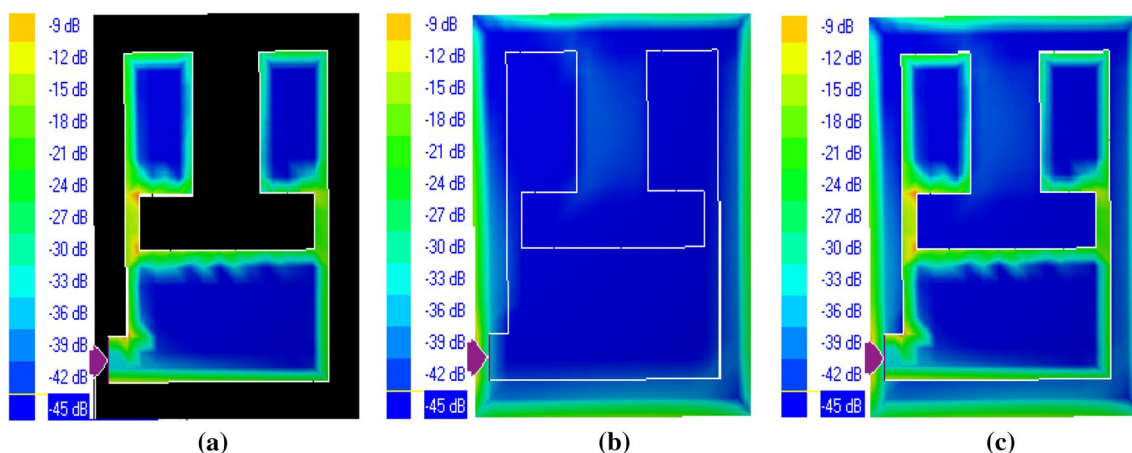 -9 dB
-12 dB
-15 dB
-18 dB
-21 dB
-24 dB
-27 dB
-30 dB
-33 dB
-36 dB
-39 dB
-42 dB
-45 dB
(a)
-9 dB
-12 dB
-15 dB
-18 dB
-21 dB
-24 dB
-27 dB
-30 dB
-33 dB
-36 dB
-39 dB
-42 dB
-45 dB
(b)
-9 dB
-12 dB
-15 dB
-18 dB
-21 dB
-24 dB
-27 dB
-30 dB
-33 dB
-36 dB
-39 dB
-42 dB
-45 dB
(c)